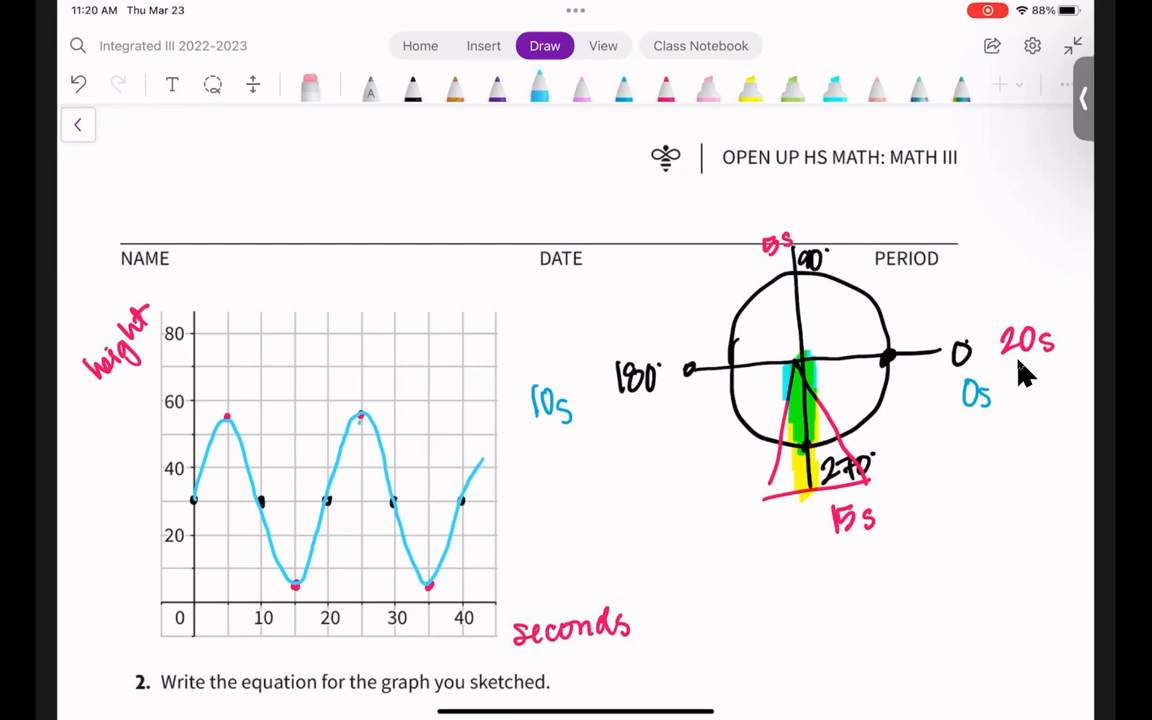 11:20 AM Thu Mar 23
88%
Integrated III 2022-2023
Home Insert Draw View Class Notebook
T
A
OPEN UP HS MATH: MATH III
NAME DATE PERIOD
5s
90°
height
80
60
40
20
0 10 20 30 40
seconds
10s
180°
0
20s
0s
270°
15s
2. Write the equation for the graph you sketched.